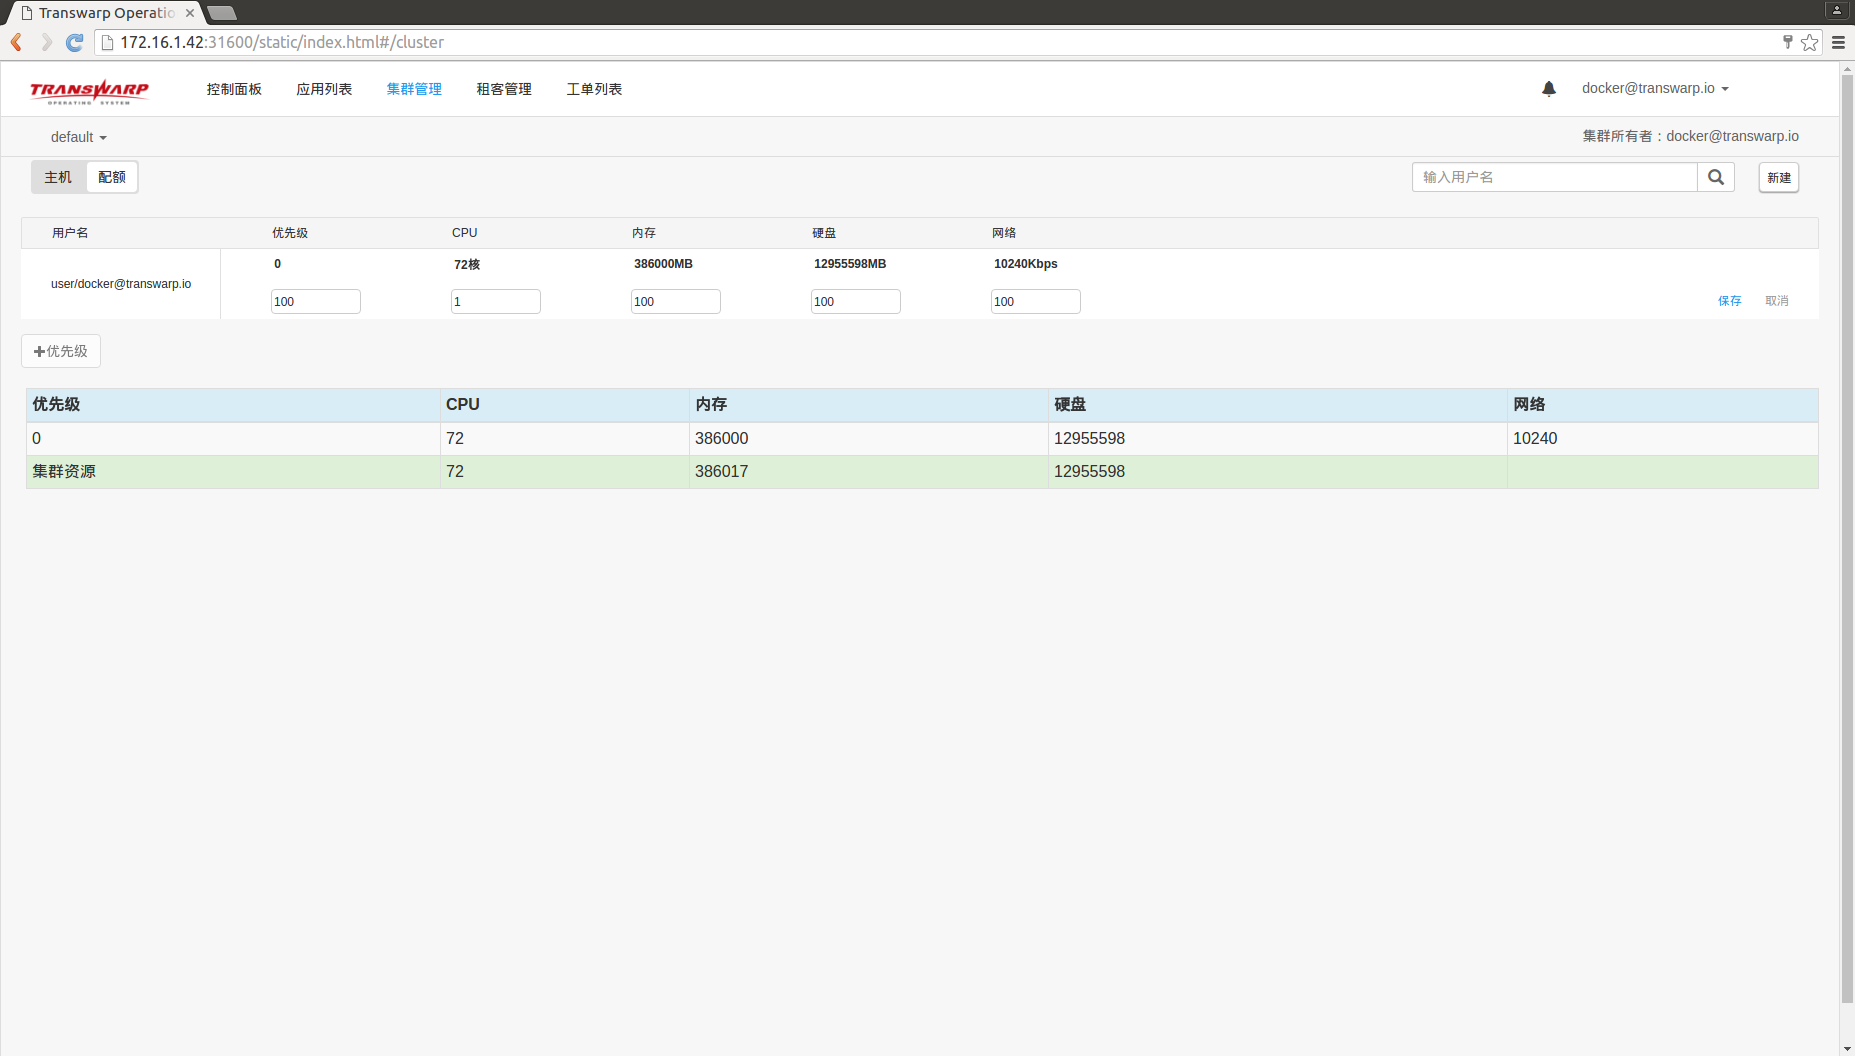 Transwarp Operatio
172.16.1.42:31600/static/index.html#/cluster
TRANSWARP
OPERATING SYSTEM
控制面板 应用列表 集群管理 租客管理 工单列表 docker@transwarp.io
default 集群所有者：docker@transwarp.io
主机 配额 输入用户名 新建
用户名 优先级 CPU 内存 硬盘 网络
0 72核 386000MB 12955598MB 10240Kbps
user/docker@transwarp.io
100 1 100 100 100 保存 取消
优先级
优先级 CPU 内存 硬盘 网络
0 72 386000 12955598 10240
集群资源 72 386017 12955598